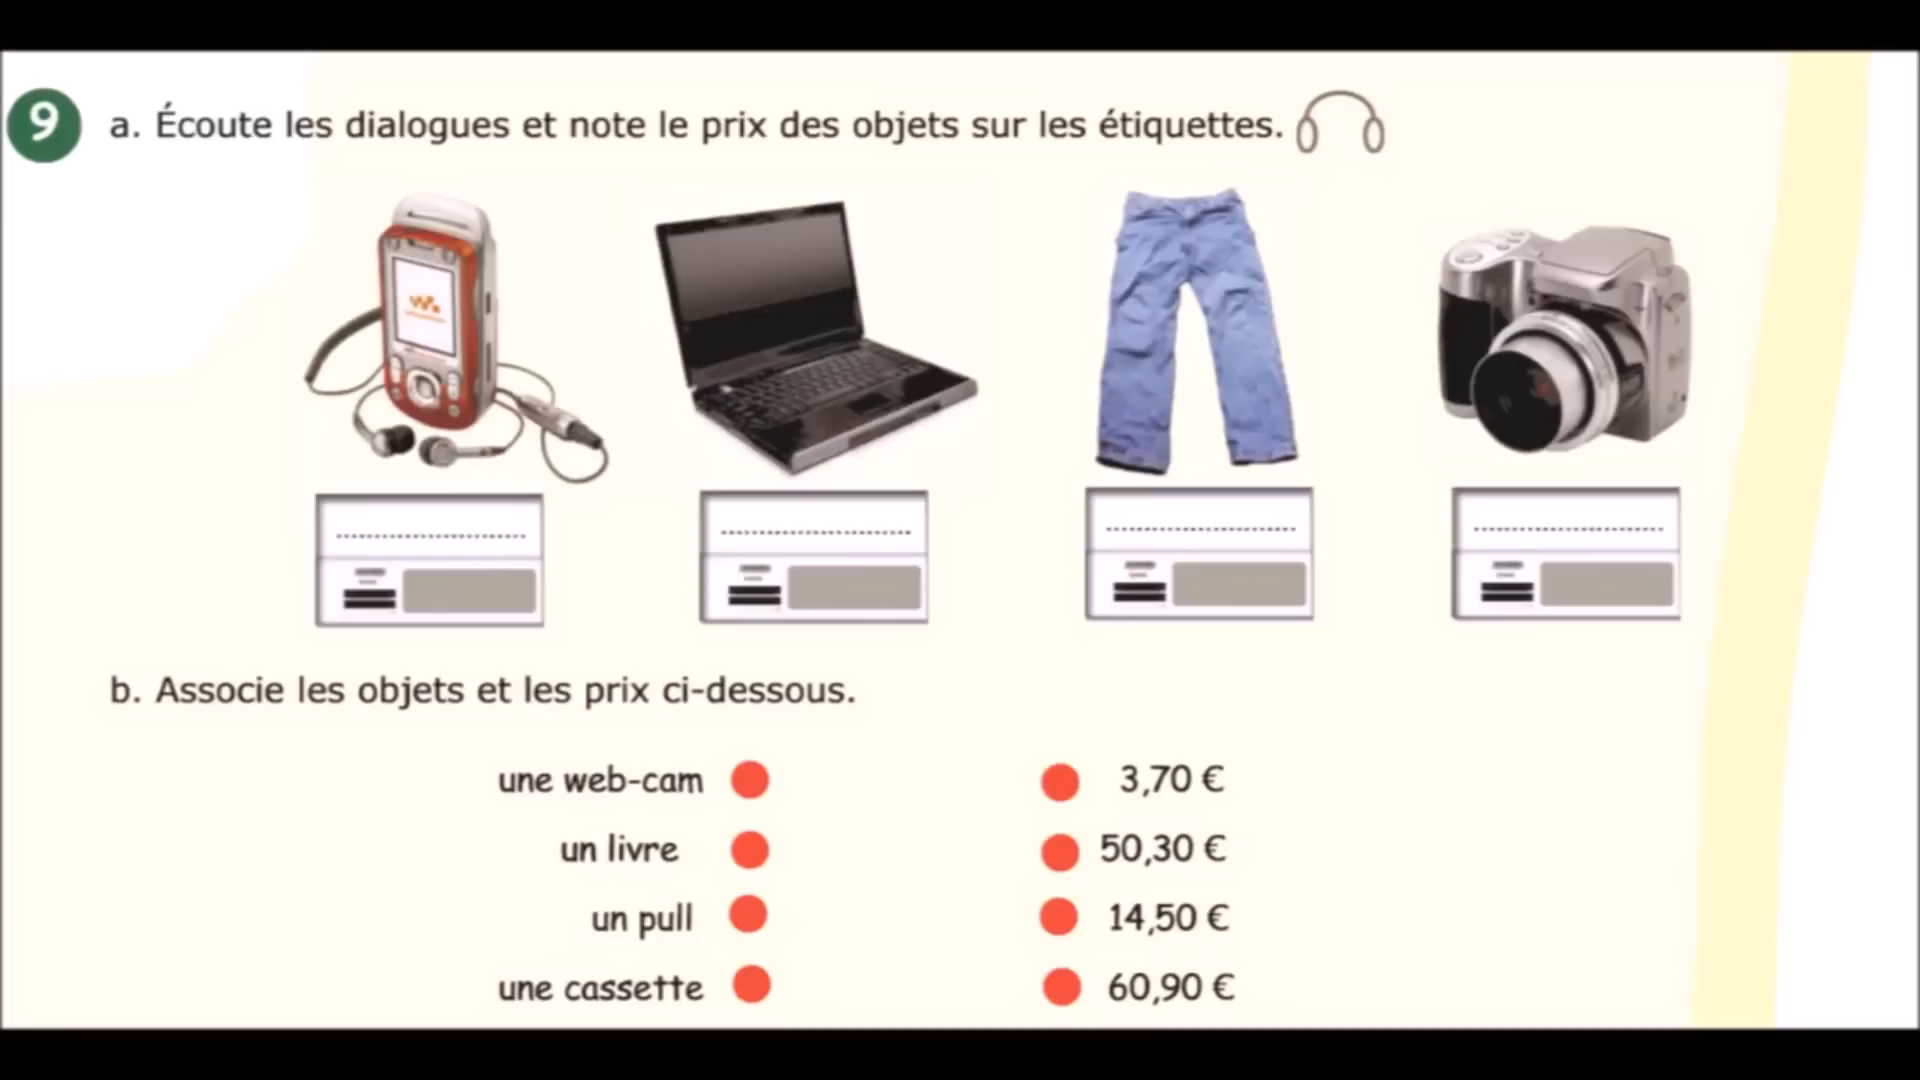 9
a. Écoute les dialogues et note le prix des objets sur les étiquettes.
b. Associe les objets et les prix ci-dessous.
une web-cam 3,70 €
un livre 50,30 €
un pull 14,50 €
une cassette 60,90 €